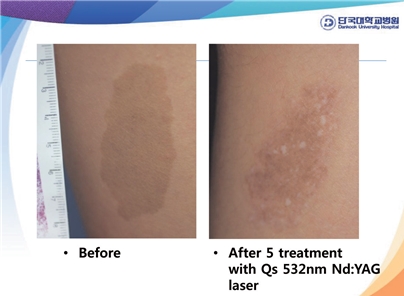 단국대학교병원
Dankook University Hospital
• Before
• After 5 treatment
with Qs 532nm Nd:YAG
laser